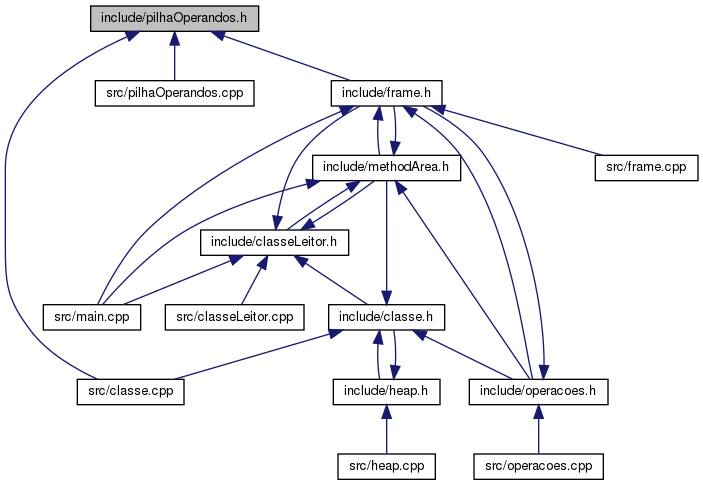 include/pilhaOperandos.h
src/pilhaOperandos.cpp
include/frame.h
include/methodArea.h
src/frame.cpp
include/classeLeitor.h
src/main.cpp
src/classeLeitor.cpp
include/classe.h
src/classe.cpp
include/heap.h
include/operacoes.h
src/heap.cpp
src/operacoes.cpp